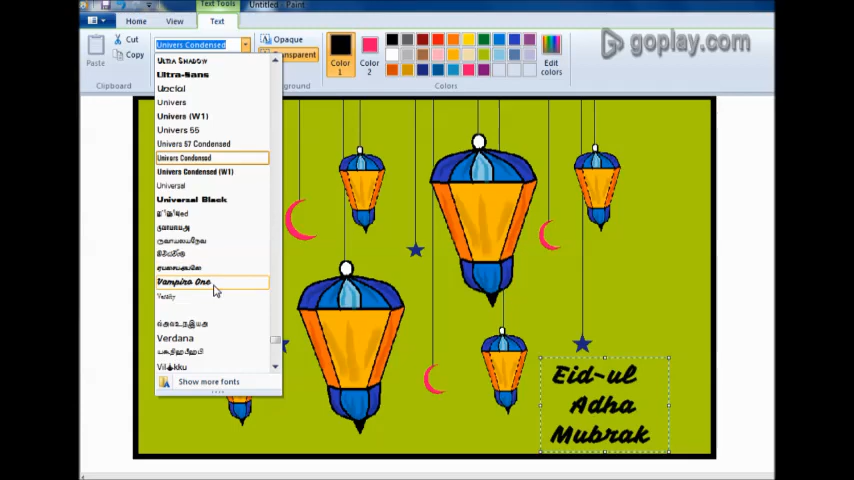 Text Tools
Untitled - Paint
Home
View
Text
Cut
Copy
Paste
Clipboard
Univers Condensed
Opaque
Transparent
Color
1
Color
2
Edit
colors
Colors
goplay.com
Ultra Shadow
Ultra-Sans
Uncial
Univers
Univers (W1)
Univers 55
Univers 57 Condensed
Univers Condensed
Univers Condensed (W1)
Universal
Universal Black
Vampiro One
Verdana
Show more fonts
Eid-ul
Adha
Mubrak